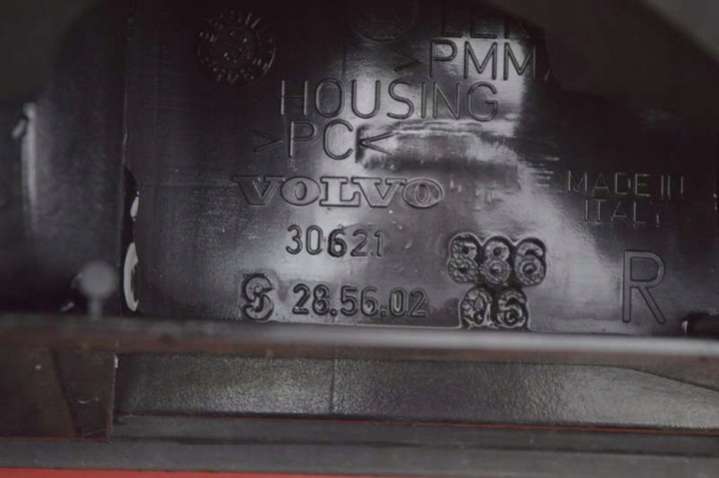 >PMMA
HOUSING
>PC<
VOLVO
MADE IN
ITALY
30621 886
S 28.56.02 06
R